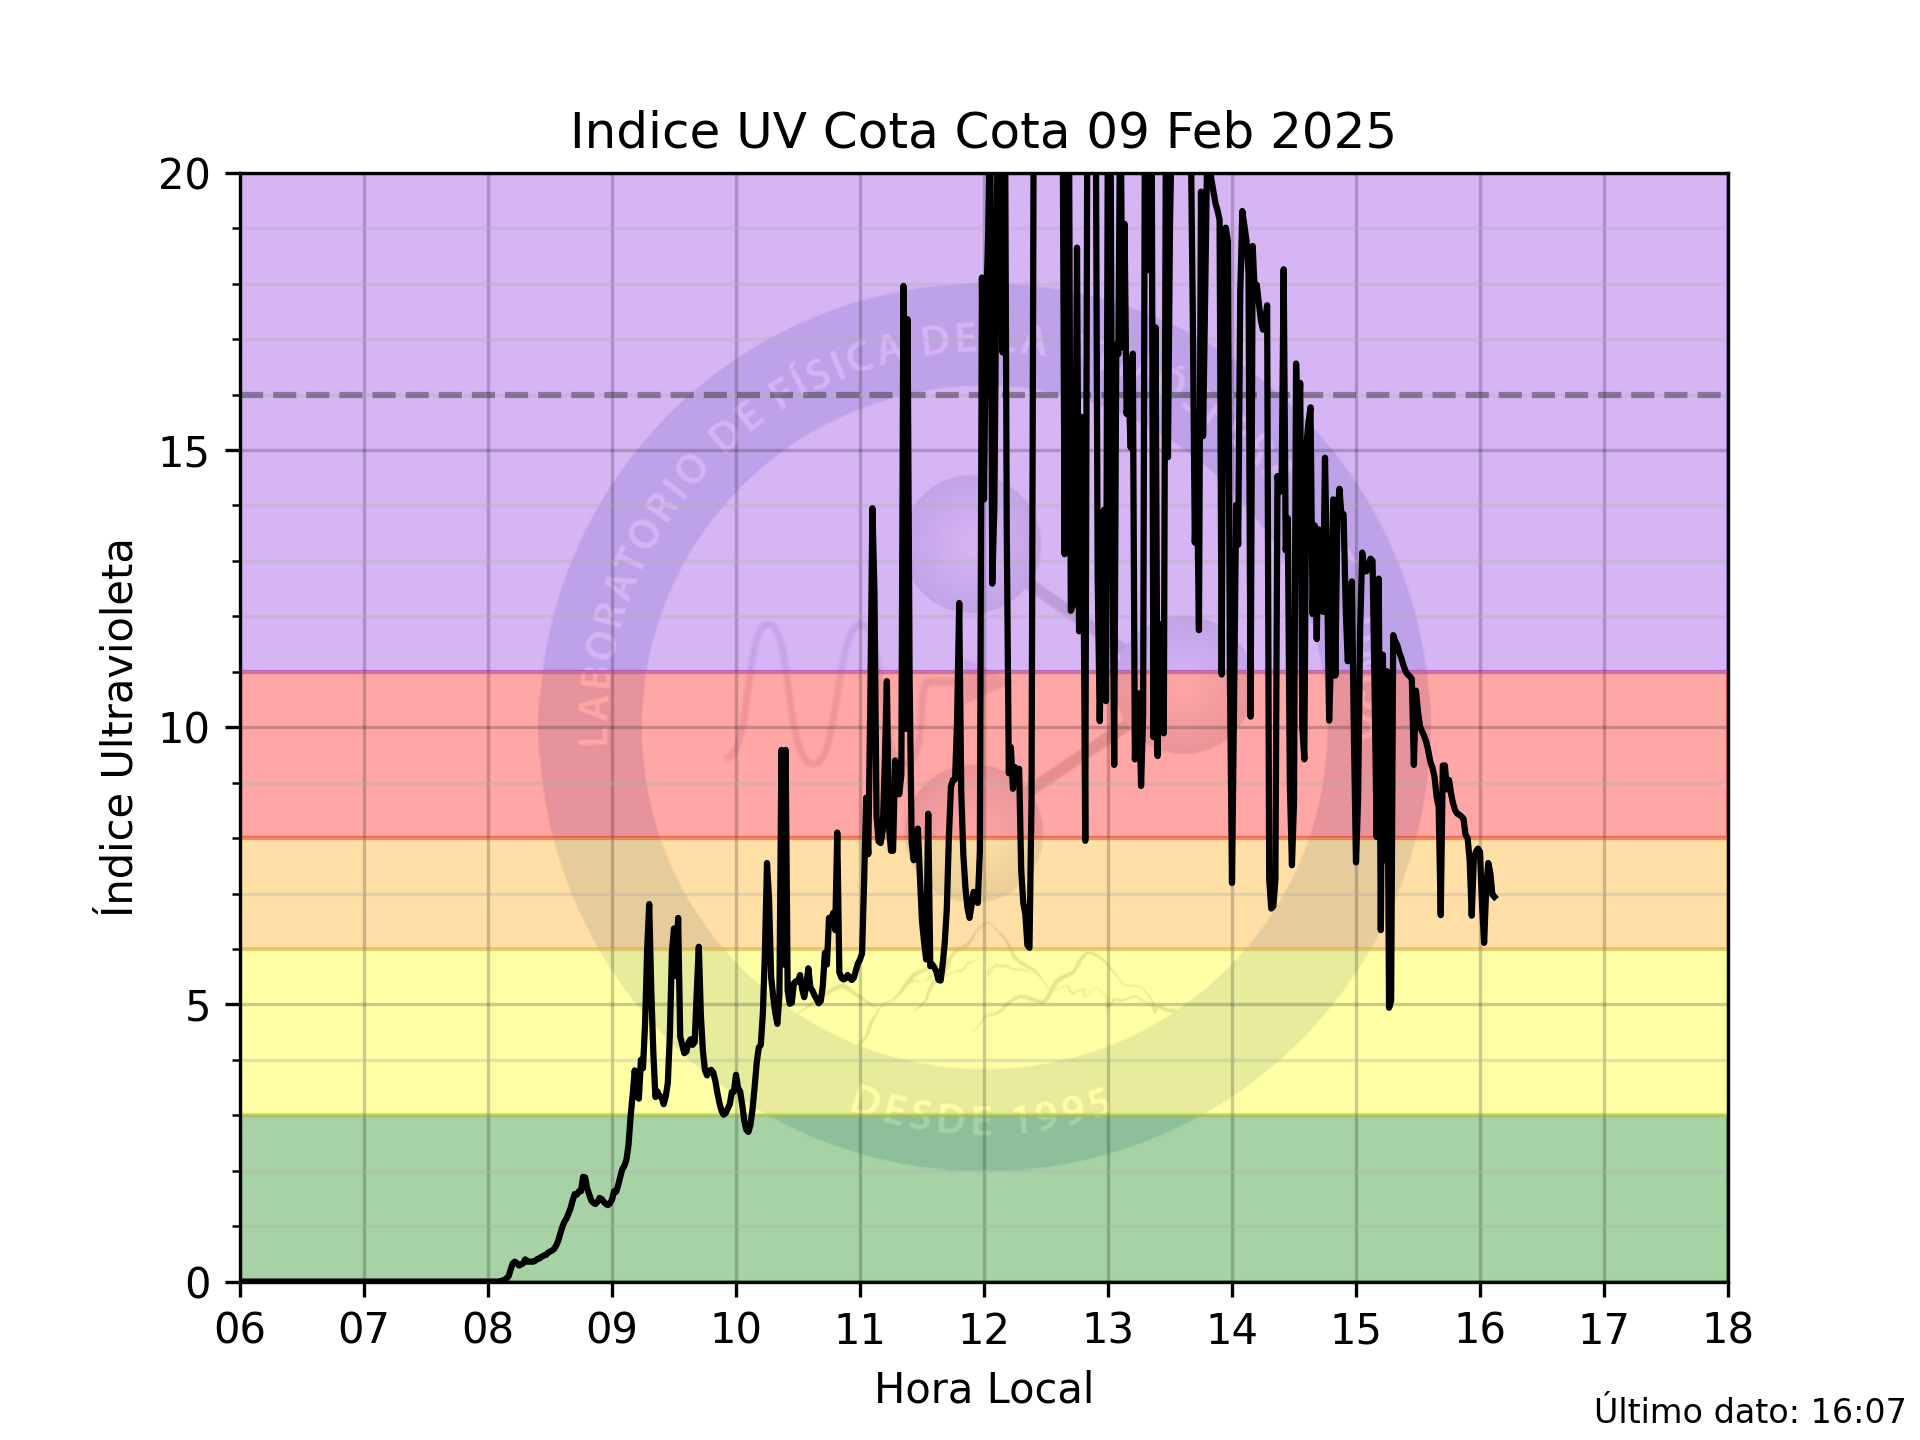 Indice UV Cota Cota 09 Feb 2025
20
15
10
5
0
Índice Ultravioleta
LABORATORIO DE FÍSICA DE LA
DESDE 1995
06 07 08 09 10 11 12 13 14 15 16 17 18
Hora Local
Último dato: 16:07